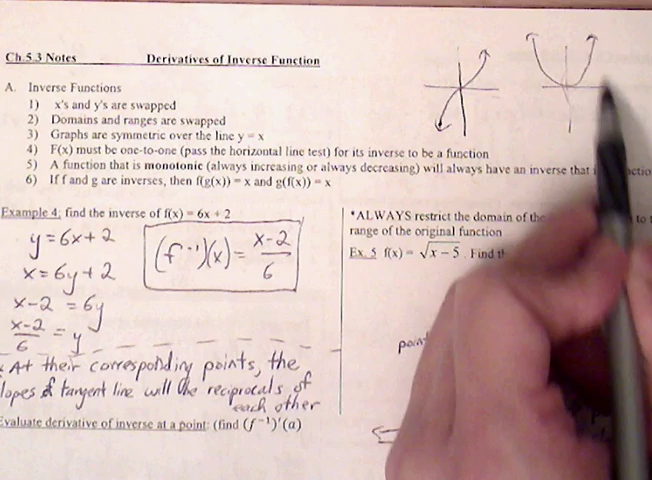 Ch.5.3 Notes
Derivatives of Inverse Function
A. Inverse Functions
1) x's and y's are swapped
2) Domains and ranges are swapped
3) Graphs are symmetric over the line y = x
4) F(x) must be one-to-one (pass the horizontal line test) for its inverse to be a function
5) A function that is monotonic (always increasing or always decreasing) will always have an inverse that
6) If f and g are inverses, then f(g(x)) = x and g(f(x)) = x
Example 4: find the inverse of f(x) = 6x + 2
y = 6x + 2
x = 6y + 2
x - 2 = 6y
x-2/6 = y
(f⁻¹)(x) = x-2/6
At their corresponding points, the
slopes of tangent line will be reciprocals of
each other
Evaluate derivative of inverse at a point: (find (f⁻¹)'(a)
*ALWAYS restrict the domain of the to
range of the original function
Ex. 5 f(x) = √x – 5 . Find